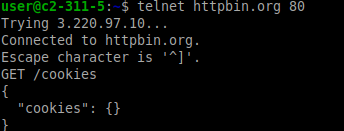 user@c2-311-5:~$ telnet httpbin.org 80
Trying 3.220.97.10...
Connected to httpbin.org.
Escape character is '^]'.
GET /cookies
{
  "cookies": {}
}